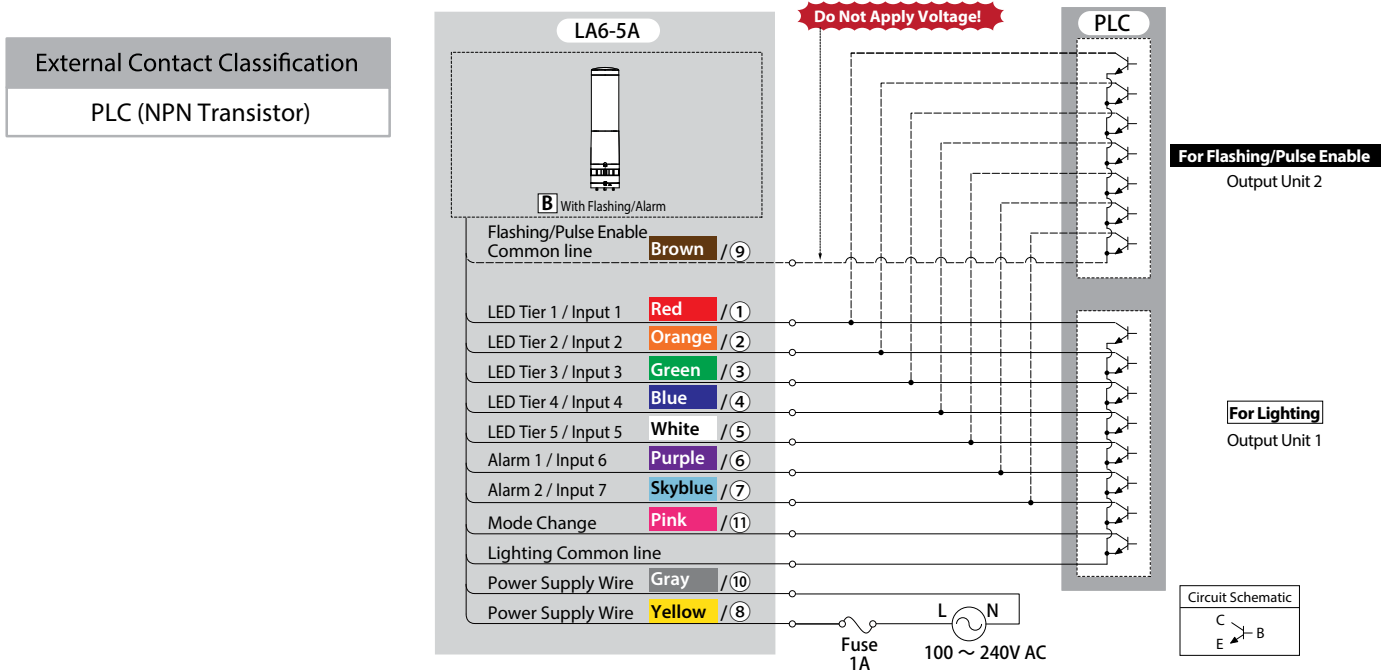 External Contact Classification
PLC (NPN Transistor)
LA6-5A
Do Not Apply Voltage!
PLC
B With Flashing/Alarm
Flashing/Pulse Enable
Common line Brown /⑨
LED Tier 1 / Input 1 Red /①
LED Tier 2 / Input 2 Orange /②
LED Tier 3 / Input 3 Green /③
LED Tier 4 / Input 4 Blue /④
LED Tier 5 / Input 5 White /⑤
Alarm 1 / Input 6 Purple /⑥
Alarm 2 / Input 7 Skyblue /⑦
Mode Change Pink /⑪
Lighting Common line
Power Supply Wire Gray /⑩
Power Supply Wire Yellow /⑧
Fuse
1A
L N
100 ～ 240V AC
For Flashing/Pulse Enable
Output Unit 2
For Lighting
Output Unit 1
Circuit Schematic
C
B
E